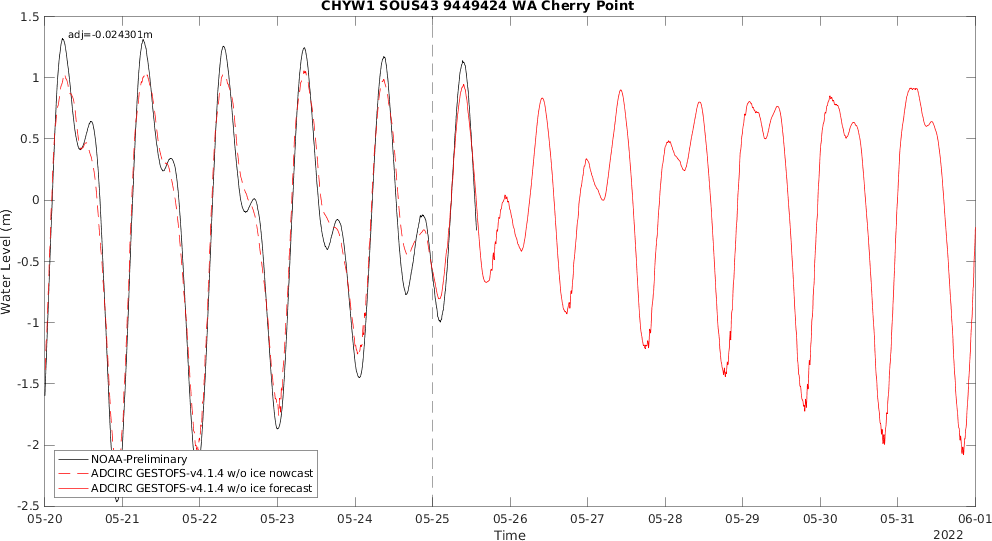 CHYW1 SOUS43 9449424 WA Cherry Point
adj=-0.024301m
1.5
1
0.5
0
-0.5
-1
-1.5
-2
-2.5
Water Level (m)
NOAA-Preliminary
ADCIRC GESTOFS-v4.1.4 w/o ice nowcast
ADCIRC GESTOFS-v4.1.4 w/o ice forecast
05-20 05-21 05-22 05-23 05-24 05-25 05-26 05-27 05-28 05-29 05-30 05-31 06-01
Time
2022